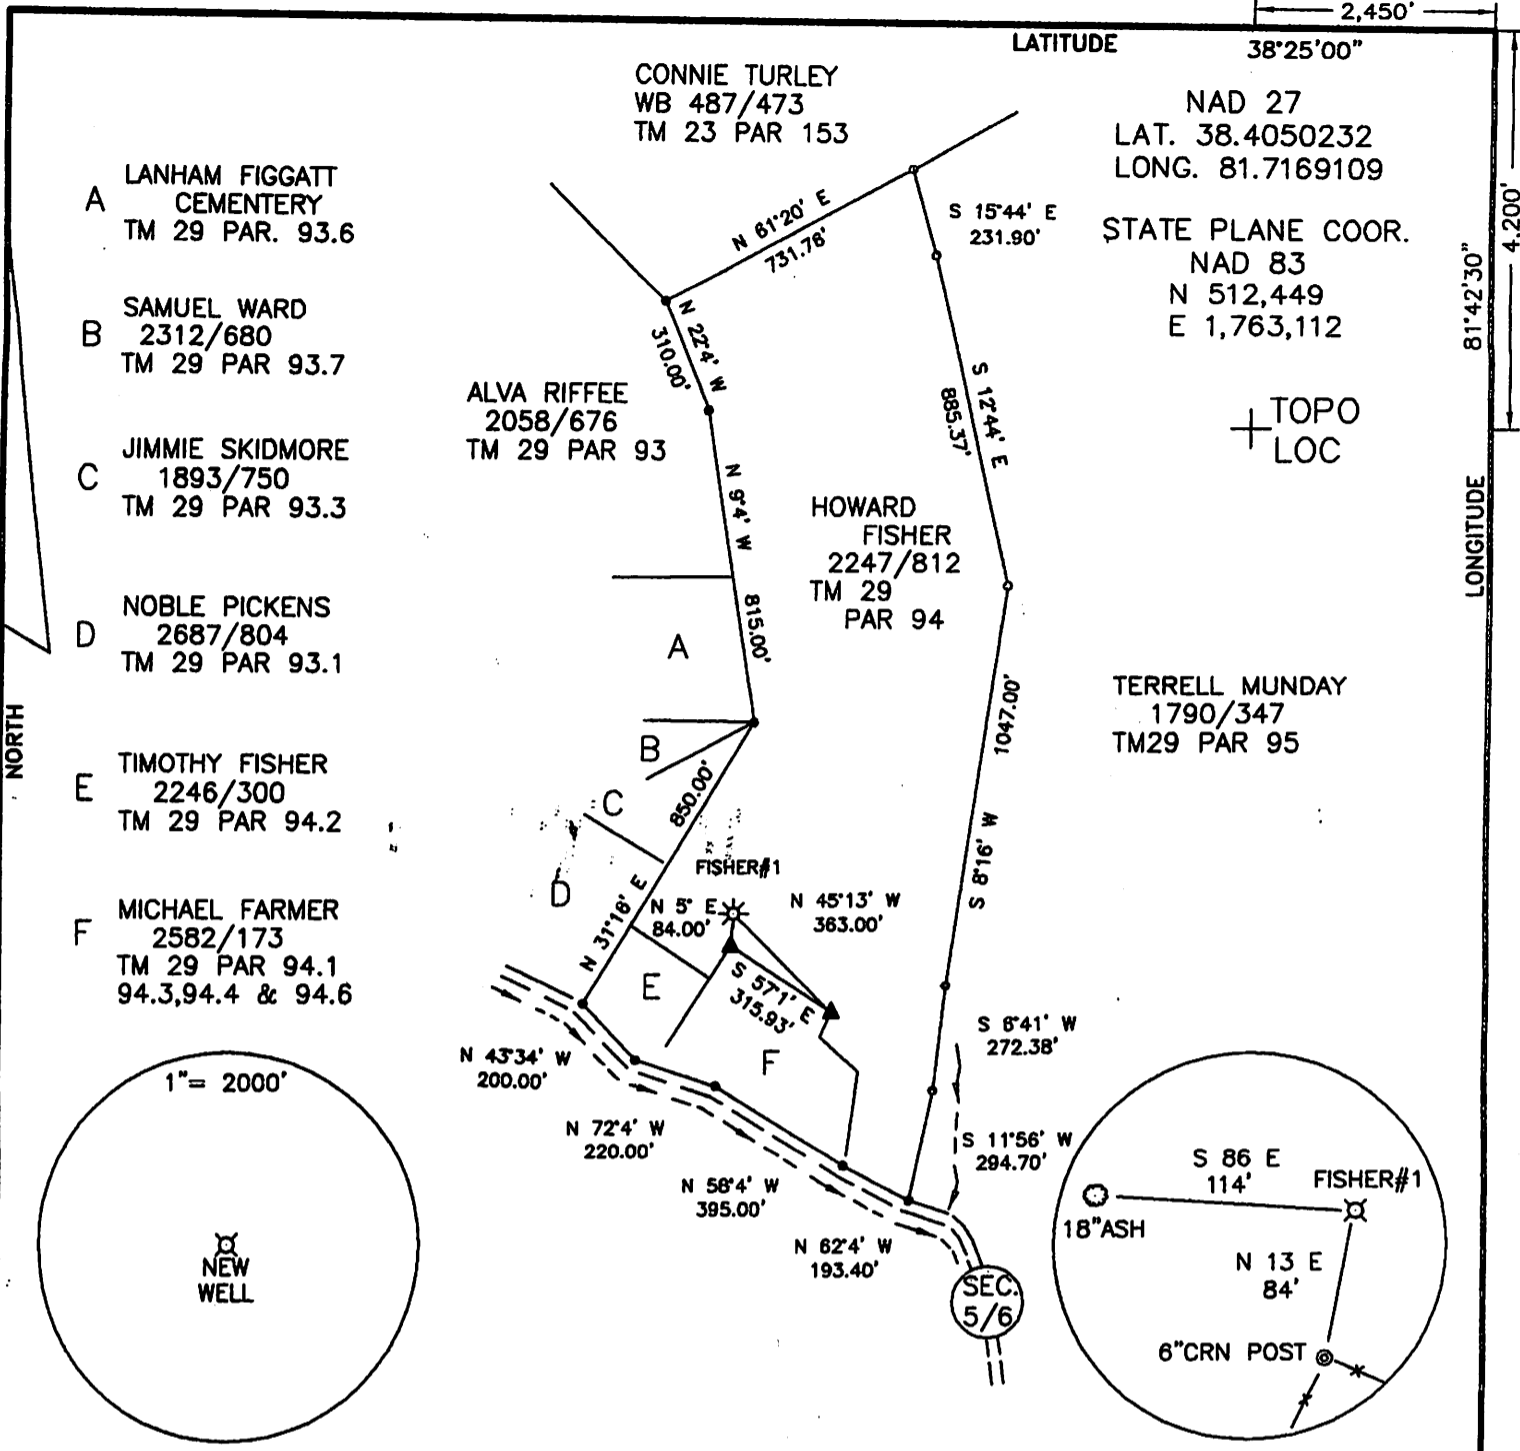 2,450'
LATITUDE
38°25'00"
CONNIE TURLEY
WB 487/473
TM 23 PAR 153
NAD 27
LAT. 38.4050232
LONG. 81.7169109
STATE PLANE COOR.
NAD 83
N 512,449
E 1,763,112
4,200'
81°42'30"
LONGITUDE
TOPO
LOC
A
LANHAM FIGGATT
CEMENTERY
TM 29 PAR. 93.6
B
SAMUEL WARD
2312/680
TM 29 PAR 93.7
C
JIMMIE SKIDMORE
1893/750
TM 29 PAR 93.3
D
NOBLE PICKENS
2687/804
TM 29 PAR 93.1
E
TIMOTHY FISHER
2246/300
TM 29 PAR 94.2
F
MICHAEL FARMER
2582/173
TM 29 PAR 94.1
94.3,94.4 & 94.6
NORTH
N 61°20' E
731.76'
S 15°44' E
231.90'
N 22°4' W
310.00'
ALVA RIFFEE
2058/676
TM 29 PAR 93
S 12°44' E
885.37'
N 9°4' W
815.00'
HOWARD
FISHER
2247/812
TM 29
PAR 94
A
B
C
D
E
F
TERRELL MUNDAY
1790/347
TM29 PAR 95
1047.00'
S 8°16' W
850.00'
N 31°16' E
FISHER#1
N 5° E
84.00'
N 45°13' W
363.00'
S 57°1' E
315.93'
S 6°41' W
272.38'
N 43°34' W
200.00'
N 72°4' W
220.00'
S 11°56' W
294.70'
N 58°4' W
395.00'
N 62°4' W
193.40'
SEC.
5/6
1"= 2000'
NEW
WELL
S 86 E
114'
FISHER#1
18"ASH
N 13 E
84'
6"CRN POST